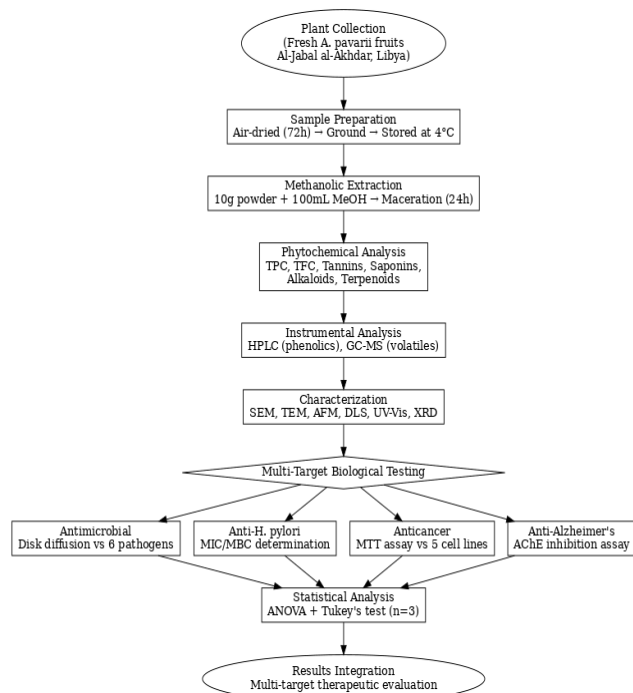 Plant Collection
(Fresh A. pavarii fruits
Al-Jabal al-Akhdar, Libya)
Sample Preparation
Air-dried (72h) → Ground → Stored at 4°C
Methanolic Extraction
10g powder + 100mL MeOH → Maceration (24h)
Phytochemical Analysis
TPC, TFC, Tannins, Saponins,
Alkaloids, Terpenoids
Instrumental Analysis
HPLC (phenolics), GC-MS (volatiles)
Characterization
SEM, TEM, AFM, DLS, UV-Vis, XRD
Multi-Target Biological Testing
Antimicrobial
Disk diffusion vs 6 pathogens
Anti-H. pylori
MIC/MBC determination
Anticancer
MTT assay vs 5 cell lines
Anti-Alzheimer's
AChE inhibition assay
Statistical Analysis
ANOVA + Tukey's test (n=3)
Results Integration
Multi-target therapeutic evaluation